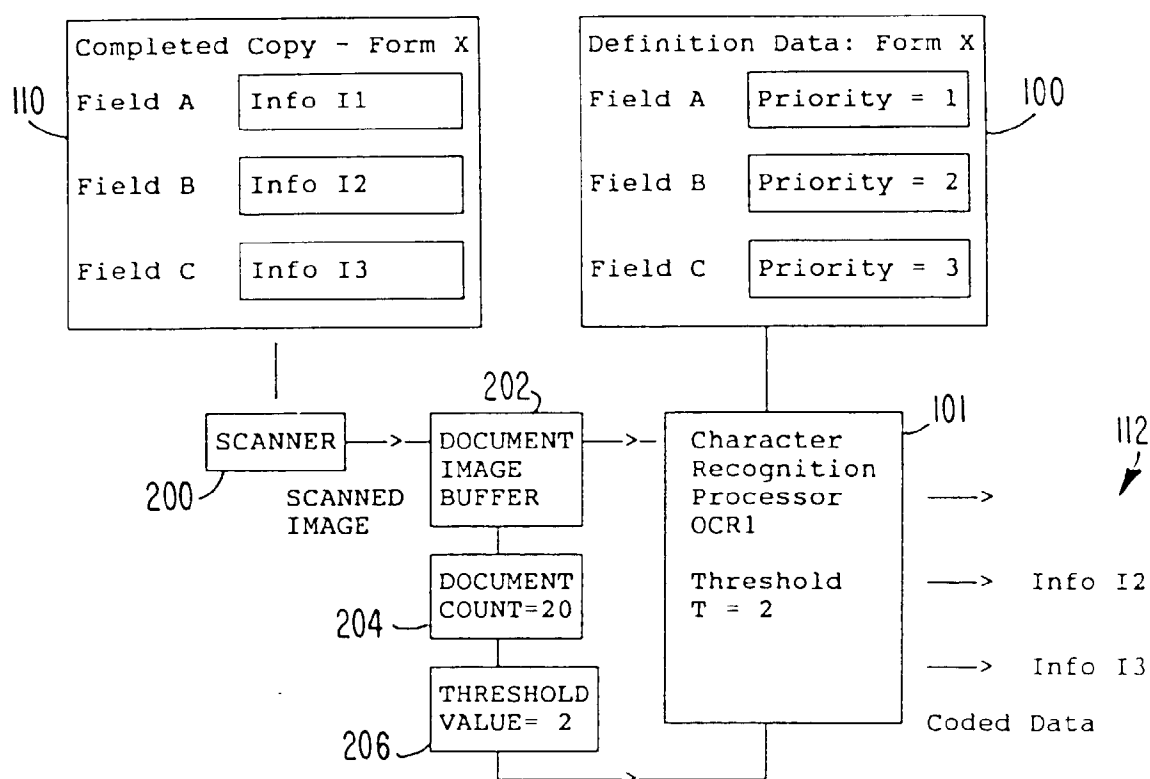 Completed Copy - Form X
110
Field A Info I1
Field B Info I2
Field C Info I3
Definition Data: Form X
100
Field A Priority = 1
Field B Priority = 2
Field C Priority = 3
SCANNER
200
SCANNED
IMAGE
202
DOCUMENT
IMAGE
BUFFER
DOCUMENT
COUNT=20
204
THRESHOLD
VALUE= 2
206
101
Character
Recognition
Processor
OCR1
Threshold
T = 2
112
Info I2
Info I3
Coded Data